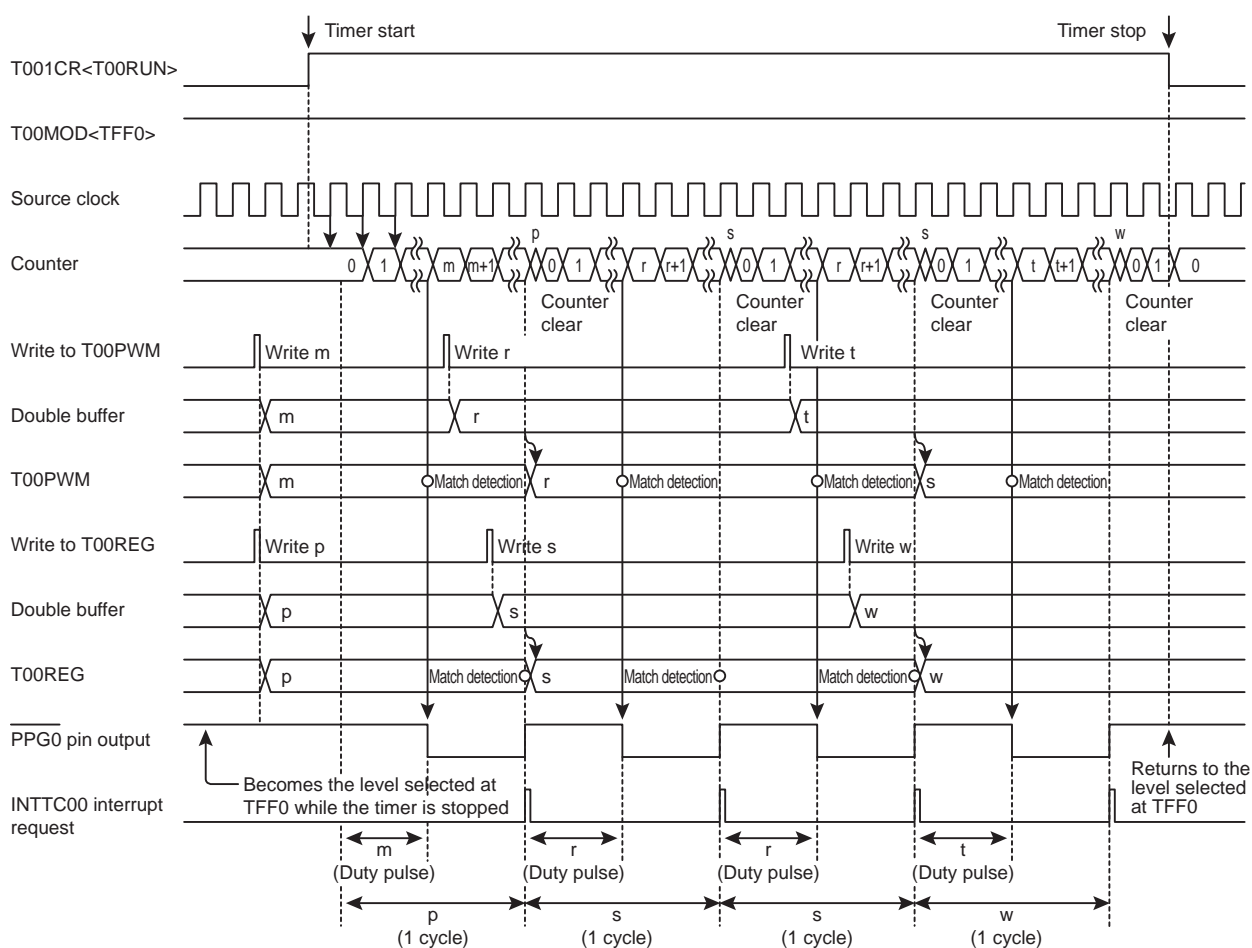 Timer start
Timer stop
T001CR<T00RUN>
T00MOD<TFF0>
Source clock
p s s w
Counter 0 1 m m+1 0 1 r r+1 0 1 r r+1 0 1 t t+1 0 1 0
Counter Counter Counter Counter
clear clear clear clear
Write to T00PWM Write m Write r Write t
Double buffer m r t
T00PWM m Match detection r Match detection Match detection s Match detection
Write to T00REG Write p Write s Write w
Double buffer p s w
T00REG p Match detection s Match detection Match detection w
PPG0 pin output
Becomes the level selected at
TFF0 while the timer is stopped
Returns to the
level selected
at TFF0
INTTC00 interrupt
request
m r r t
(Duty pulse) (Duty pulse) (Duty pulse) (Duty pulse)
p s s w
(1 cycle) (1 cycle) (1 cycle) (1 cycle)